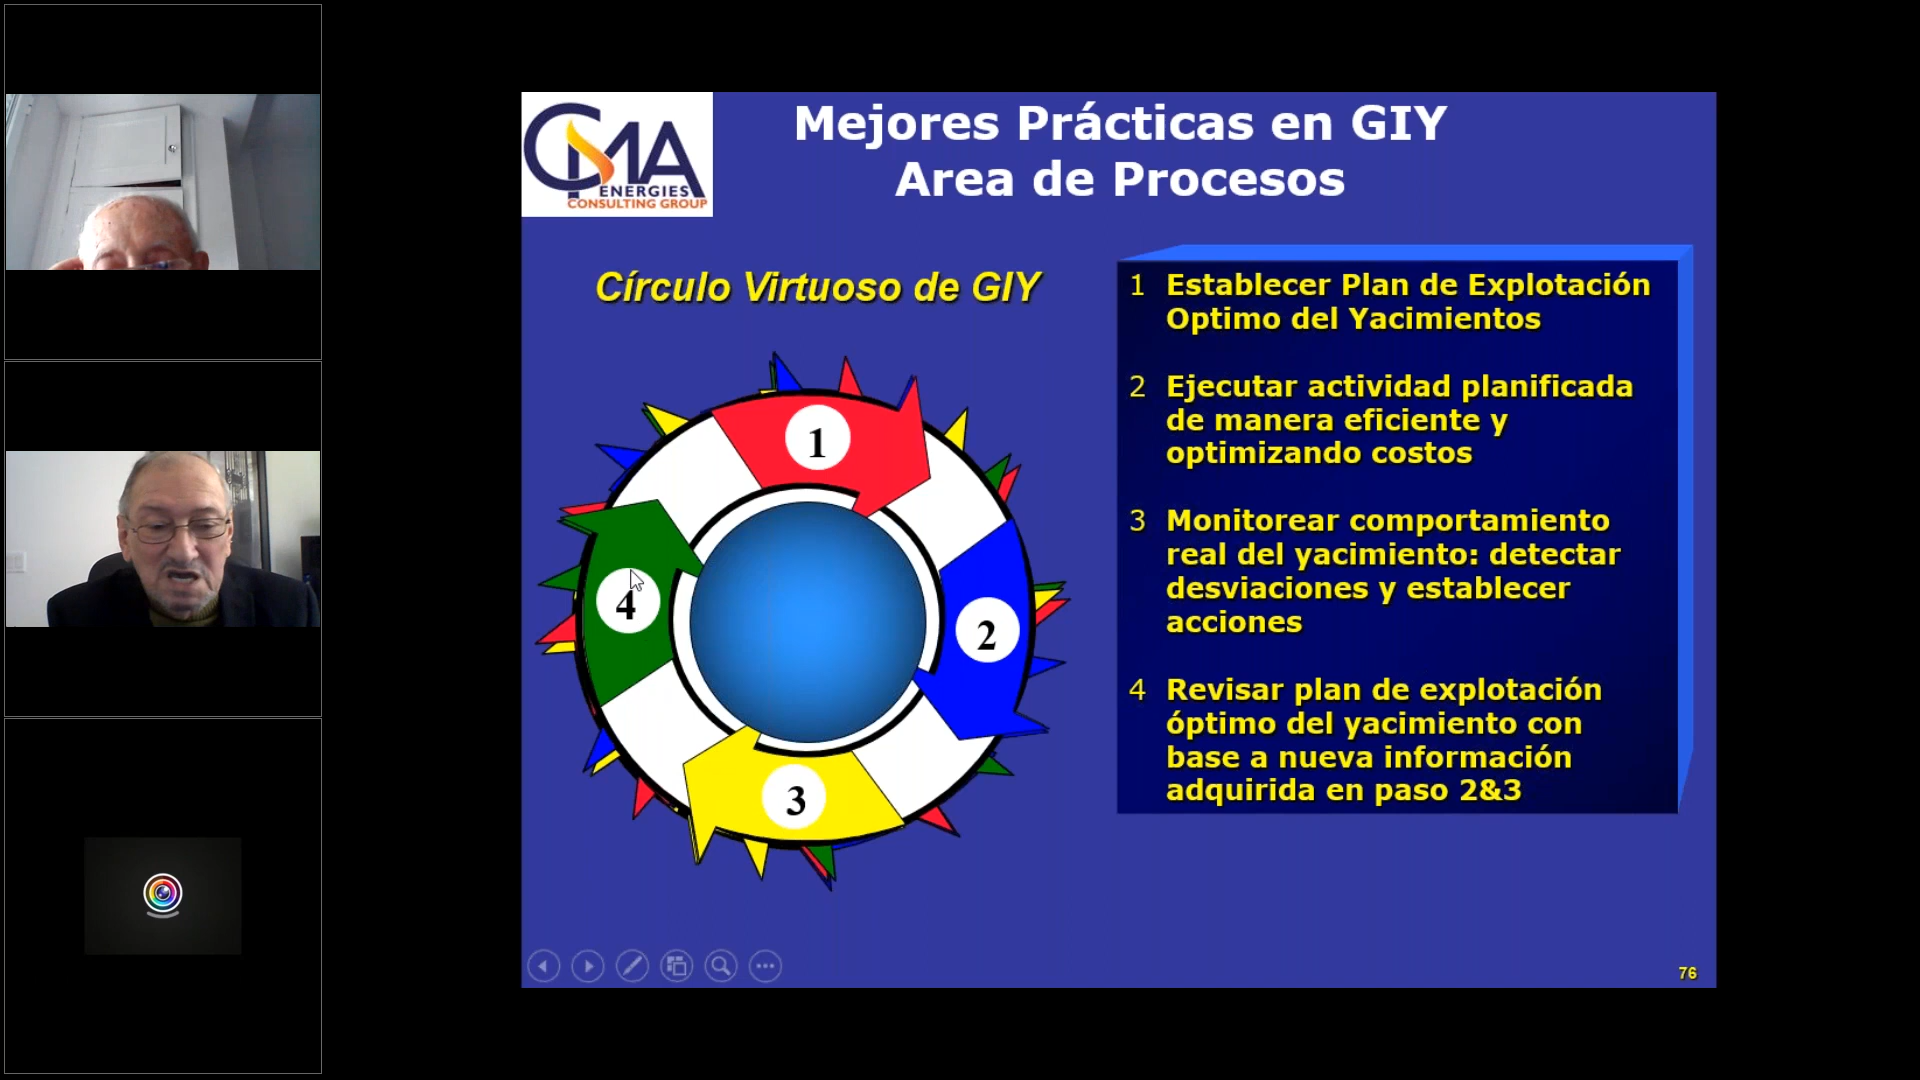 CMA
ENERGIES
CONSULTING GROUP
Mejores Prácticas en GIY
Area de Procesos
Círculo Virtuoso de GIY
1
2
3
4
1 Establecer Plan de Explotación
Optimo del Yacimientos
2 Ejecutar actividad planificada
de manera eficiente y
optimizando costos
3 Monitorear comportamiento
real del yacimiento: detectar
desviaciones y establecer
acciones
4 Revisar plan de explotación
óptimo del yacimiento con
base a nueva información
adquirida en paso 2&3
76